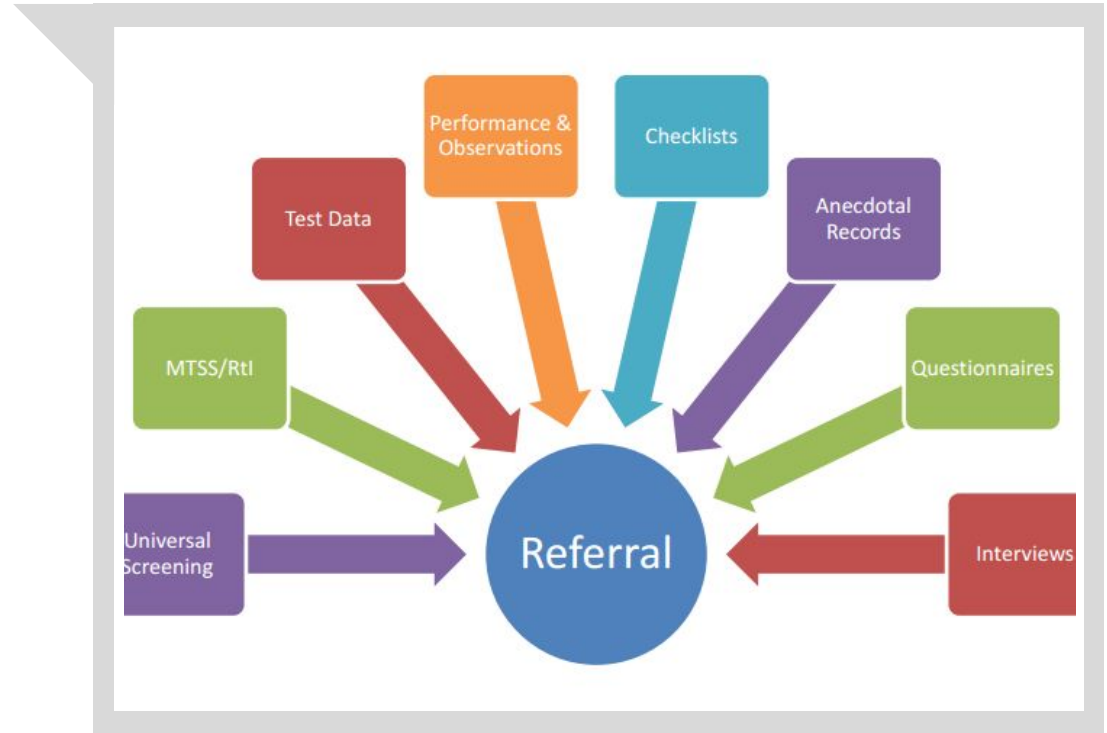 Performance &
Observations
Checklists
Test Data
Anecdotal
Records
MTSS/RtI
Questionnaires
Universal
Screening
Referral
Interviews